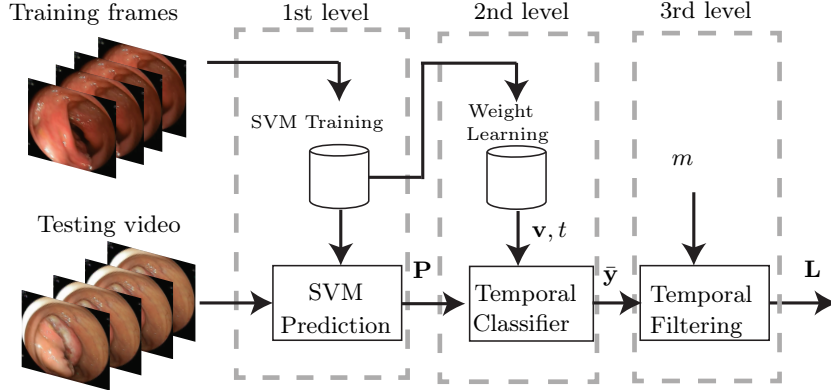 Training frames
1st level
2nd level
3rd level
SVM Training
Weight
Learning
m
Testing video
v, t
P
ȳ
L
SVM
Prediction
Temporal
Classifier
Temporal
Filtering